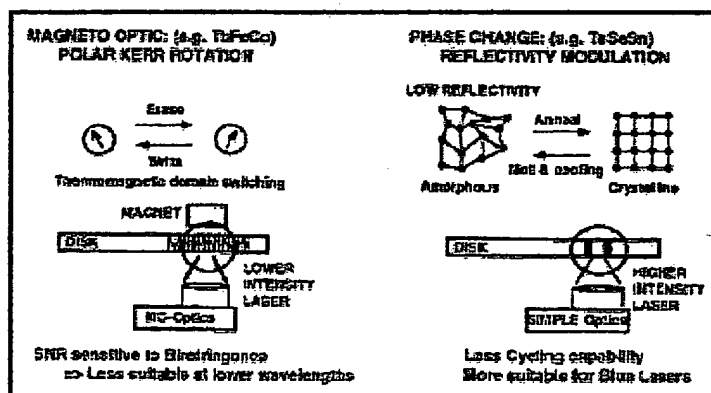 MAGNETO OPTIC: (e.g. TbFeCo)
POLAR KERR ROTATION
Erase
Write
Thermomagnetic domain switching
MAGNET
DISK
LOWER
INTENSITY
LASER
MO-Optics
SNR sensitive to Birefringence
=> Less suitable at lower wavelengths
PHASE CHANGE: (e.g. TeSeSn)
REFLECTIVITY MODULATION
LOW REFLECTIVITY
Anneal
Melt & cooling
Amorphous
Crystalline
DISK
HIGHER
INTENSITY
LASER
SIMPLE Optics
Less Cycling capability
More suitable for Blue Lasers